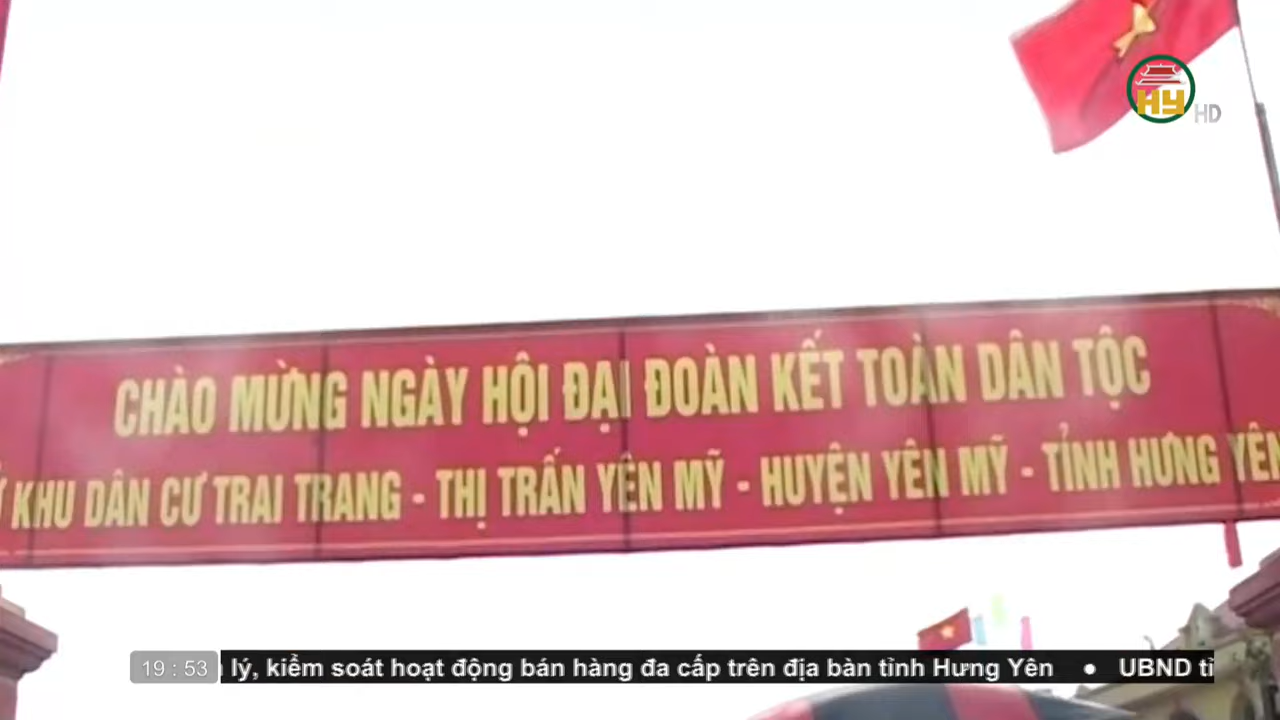 HY HD
CHÀO MỪNG NGÀY HỘI ĐẠI ĐOÀN KẾT TOÀN DÂN TỘC
KHU DÂN CƯ TRAI TRANG - THỊ TRẤN YÊN MỸ - HUYỆN YÊN MỸ - TỈNH HƯNG YÊN
19 : 53 lý, kiểm soát hoạt động bán hàng đa cấp trên địa bàn tỉnh Hưng Yên ● UBND tỉ